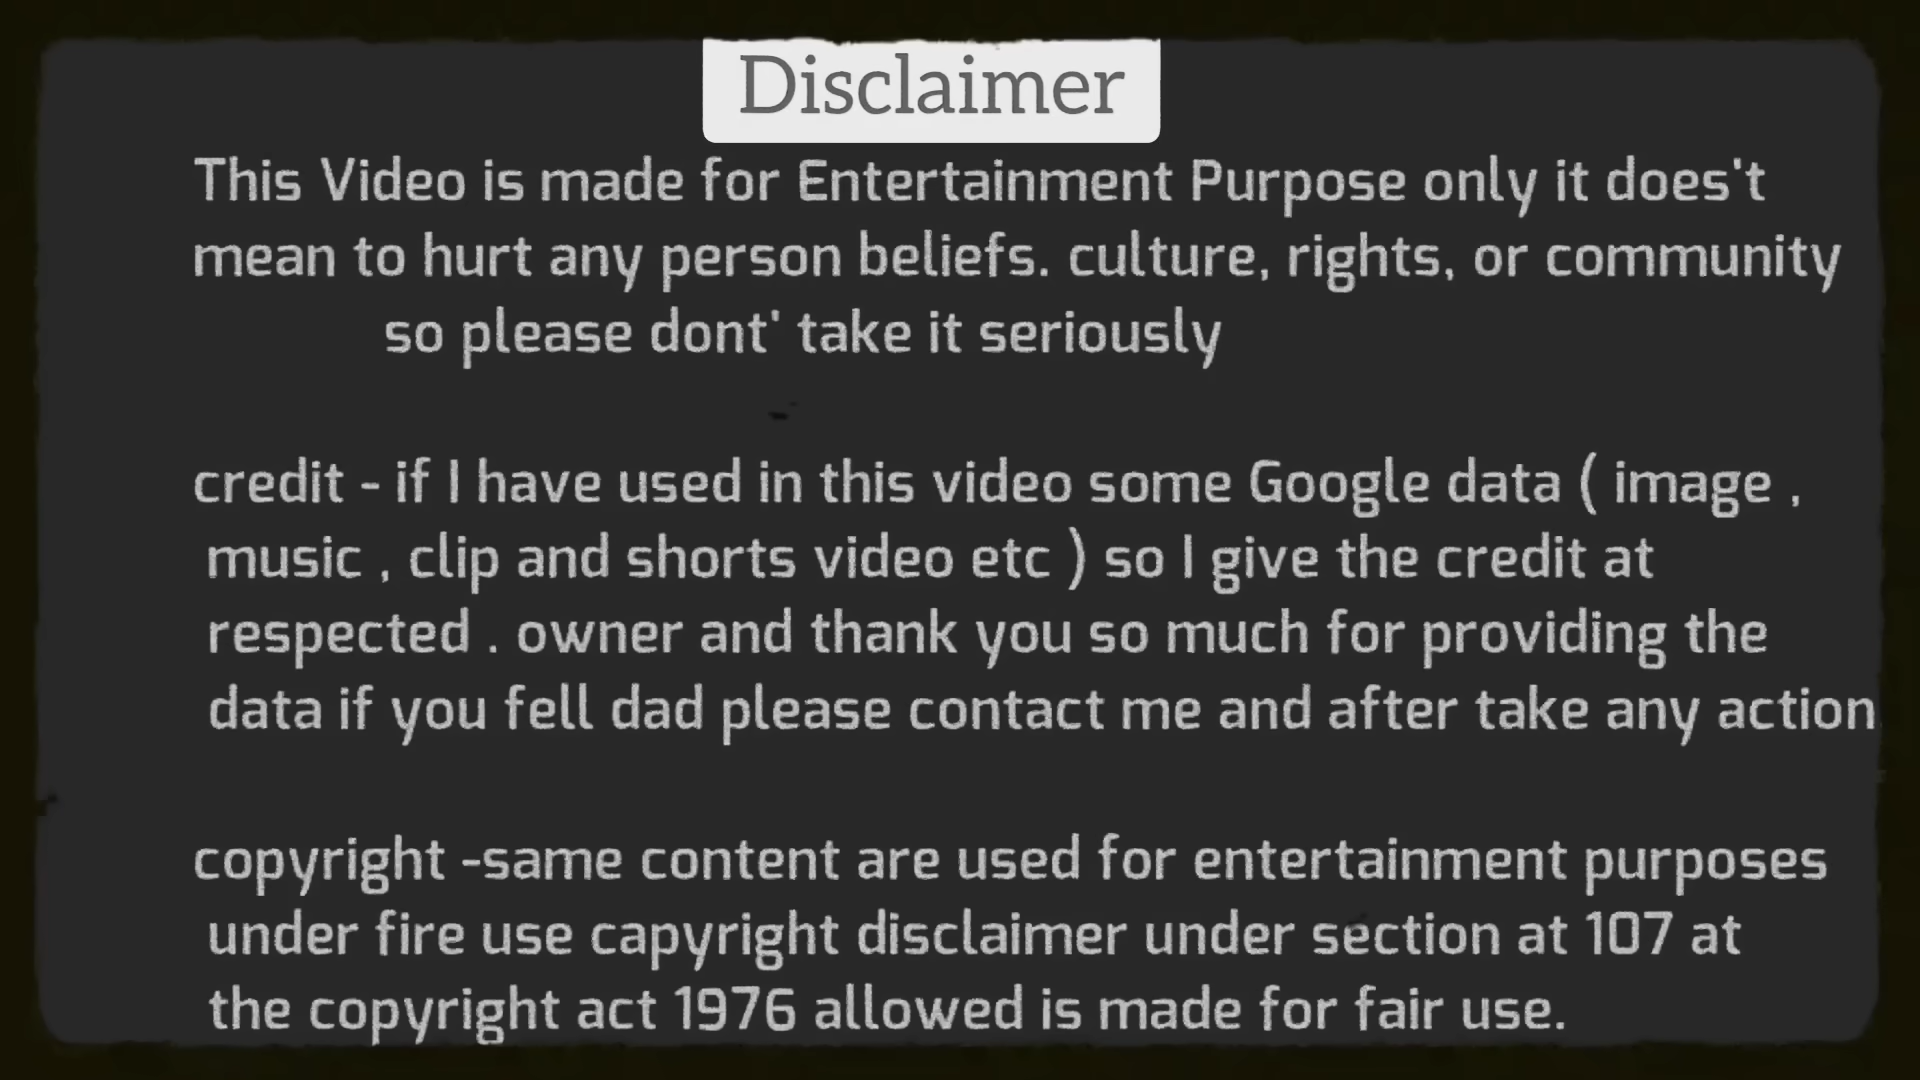 Disclaimer
This Video is made for Entertainment Purpose only it does't
mean to hurt any person beliefs. culture, rights, or community
so please dont' take it seriously
credit - if I have used in this video some Google data ( image ,
music , clip and shorts video etc ) so I give the credit at
respected . owner and thank you so much for providing the
data if you fell dad please contact me and after take any action
copyright -same content are used for entertainment purposes
under fire use capyright disclaimer under section at 107 at
the copyright act 1976 allowed is made for fair use.